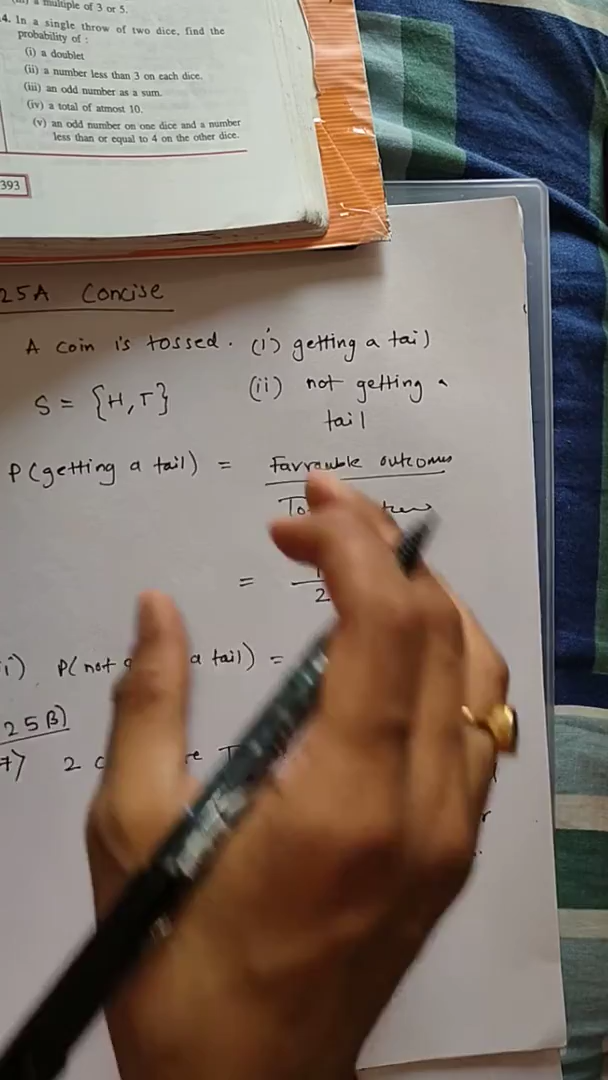 a multiple of 3 or 5.
4. In a single throw of two dice, find the
probability of :
(i) a doublet
(ii) a number less than 3 on each dice.
(iii) an odd number as a sum.
(iv) a total of atmost 10.
(v) an odd number on one dice and a number
less than or equal to 4 on the other dice.
393
25A Concise
A coin is tossed. (i) getting a tail
S = {H,T} (ii) not getting a
tail
P(getting a tail) = Favrouble outcomes
= 2
i) P(not a tail) =
25B)
7) 2